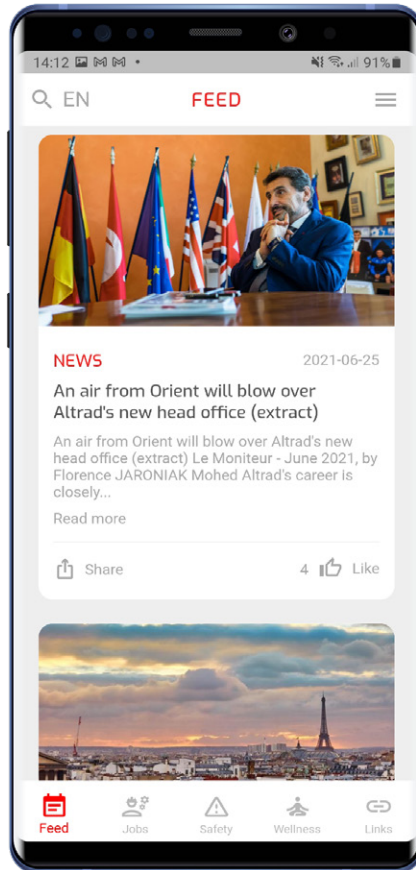 14:12 91%
EN FEED
NEWS 2021-06-25
An air from Orient will blow over
Altrad's new head office (extract)
An air from Orient will blow over Altrad's new
head office (extract) Le Moniteur - June 2021, by
Florence JARONIAK Mohed Altrad's career is
closely...
Read more
Share 4 Like
Feed Jobs Safety Wellness Links